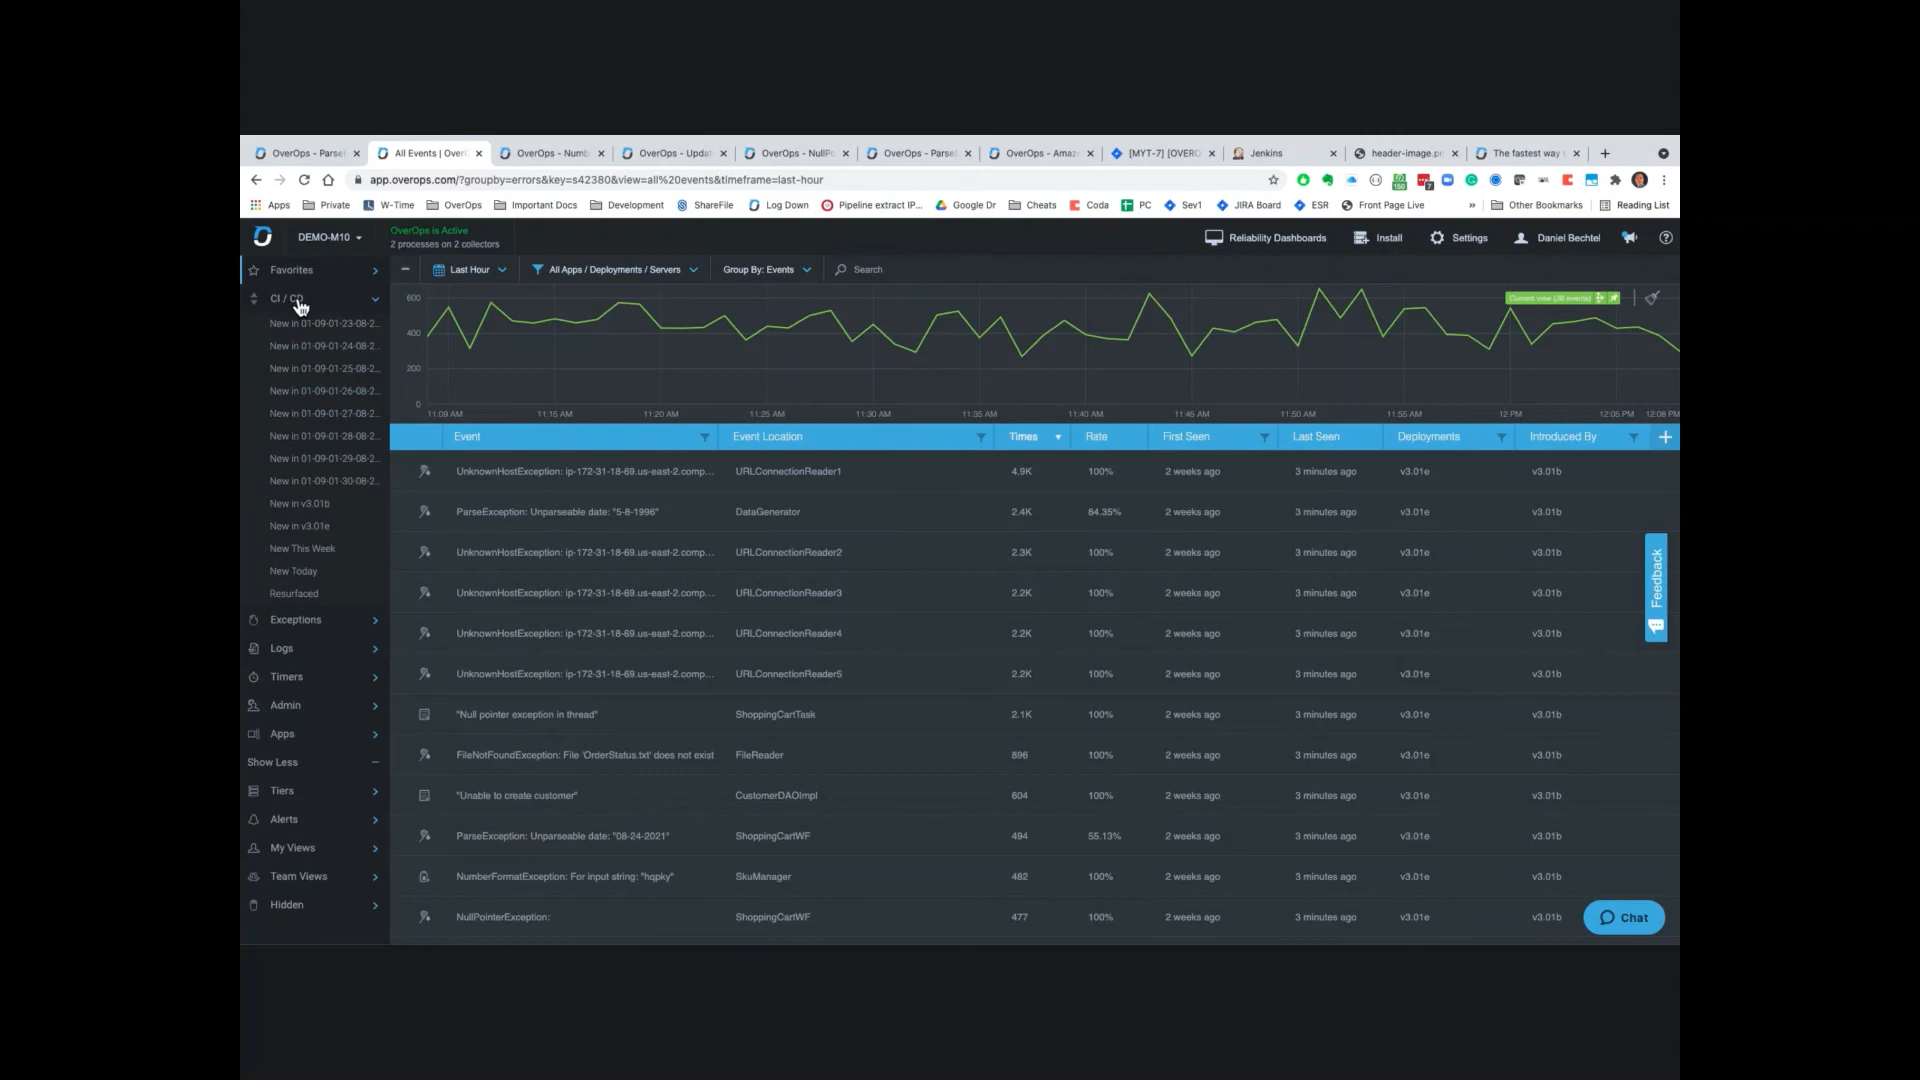 OverOps - Parsel
All Events | Over
OverOps - Numb
OverOps - Updat
OverOps - NullPo
OverOps - Parsel
OverOps - Amaz
[MYT-7] [OVERO
Jenkins
header-image.pn
The fastest way
app.overops.com/?groupby=errors&key=s42380&view=all%20events&timeframe=last-hour
Apps Private W-Time OverOps Important Docs Development ShareFile Log Down Pipeline extract IP... Google Dr Cheats Coda PC Sev1 JIRA Board ESR Front Page Live » Other Bookmarks Reading List
DEMO-M10
OverOps is Active
2 processes on 2 collectors
Reliability Dashboards Install Settings Daniel Bechtel
Favorites
CI / CD
New in 01-09-01-23-08-2...
New in 01-09-01-24-08-2...
New in 01-09-01-25-08-2...
New in 01-09-01-26-08-2...
New in 01-09-01-27-08-2...
New in 01-09-01-28-08-2...
New in 01-09-01-29-08-2...
New in 01-09-01-30-08-2...
New in v3.01b
New in v3.01e
New This Week
New Today
Resurfaced
Exceptions
Logs
Timers
Admin
Apps
Show Less
Tiers
Alerts
My Views
Team Views
Hidden
Last Hour All Apps / Deployments / Servers Group By: Events Search
Current view (36 events)
600
400
200
0
11:09 AM 11:15 AM 11:20 AM 11:25 AM 11:30 AM 11:35 AM 11:40 AM 11:45 AM 11:50 AM 11:55 AM 12 PM 12:05 PM 12:08 PM
Event Event Location Times Rate First Seen Last Seen Deployments Introduced By
UnknownHostException: ip-172-31-18-69.us-east-2.comp... URLConnectionReader1 4.9K 100% 2 weeks ago 3 minutes ago v3.01e v3.01b
ParseException: Unparseable date: "5-8-1996" DataGenerator 2.4K 84.35% 2 weeks ago 3 minutes ago v3.01e v3.01b
UnknownHostException: ip-172-31-18-69.us-east-2.comp... URLConnectionReader2 2.3K 100% 2 weeks ago 3 minutes ago v3.01e v3.01b
UnknownHostException: ip-172-31-18-69.us-east-2.comp... URLConnectionReader3 2.2K 100% 2 weeks ago 3 minutes ago v3.01e v3.01b
UnknownHostException: ip-172-31-18-69.us-east-2.comp... URLConnectionReader4 2.2K 100% 2 weeks ago 3 minutes ago v3.01e v3.01b
UnknownHostException: ip-172-31-18-69.us-east-2.comp... URLConnectionReader5 2.2K 100% 2 weeks ago 3 minutes ago v3.01e v3.01b
"Null pointer exception in thread" ShoppingCartTask 2.1K 100% 2 weeks ago 3 minutes ago v3.01e v3.01b
FileNotFoundException: File 'OrderStatus.txt' does not exist FileReader 896 100% 2 weeks ago 3 minutes ago v3.01e v3.01b
"Unable to create customer" CustomerDAOImpl 604 100% 2 weeks ago 3 minutes ago v3.01e v3.01b
ParseException: Unparseable date: "08-24-2021" ShoppingCartWF 494 55.13% 2 weeks ago 3 minutes ago v3.01e v3.01b
NumberFormatException: For input string: "hqpky" SkuManager 482 100% 2 weeks ago 3 minutes ago v3.01e v3.01b
NullPointerException: ShoppingCartWF 477 100% 2 weeks ago 3 minutes ago v3.01e v3.01b
Feedback
Chat